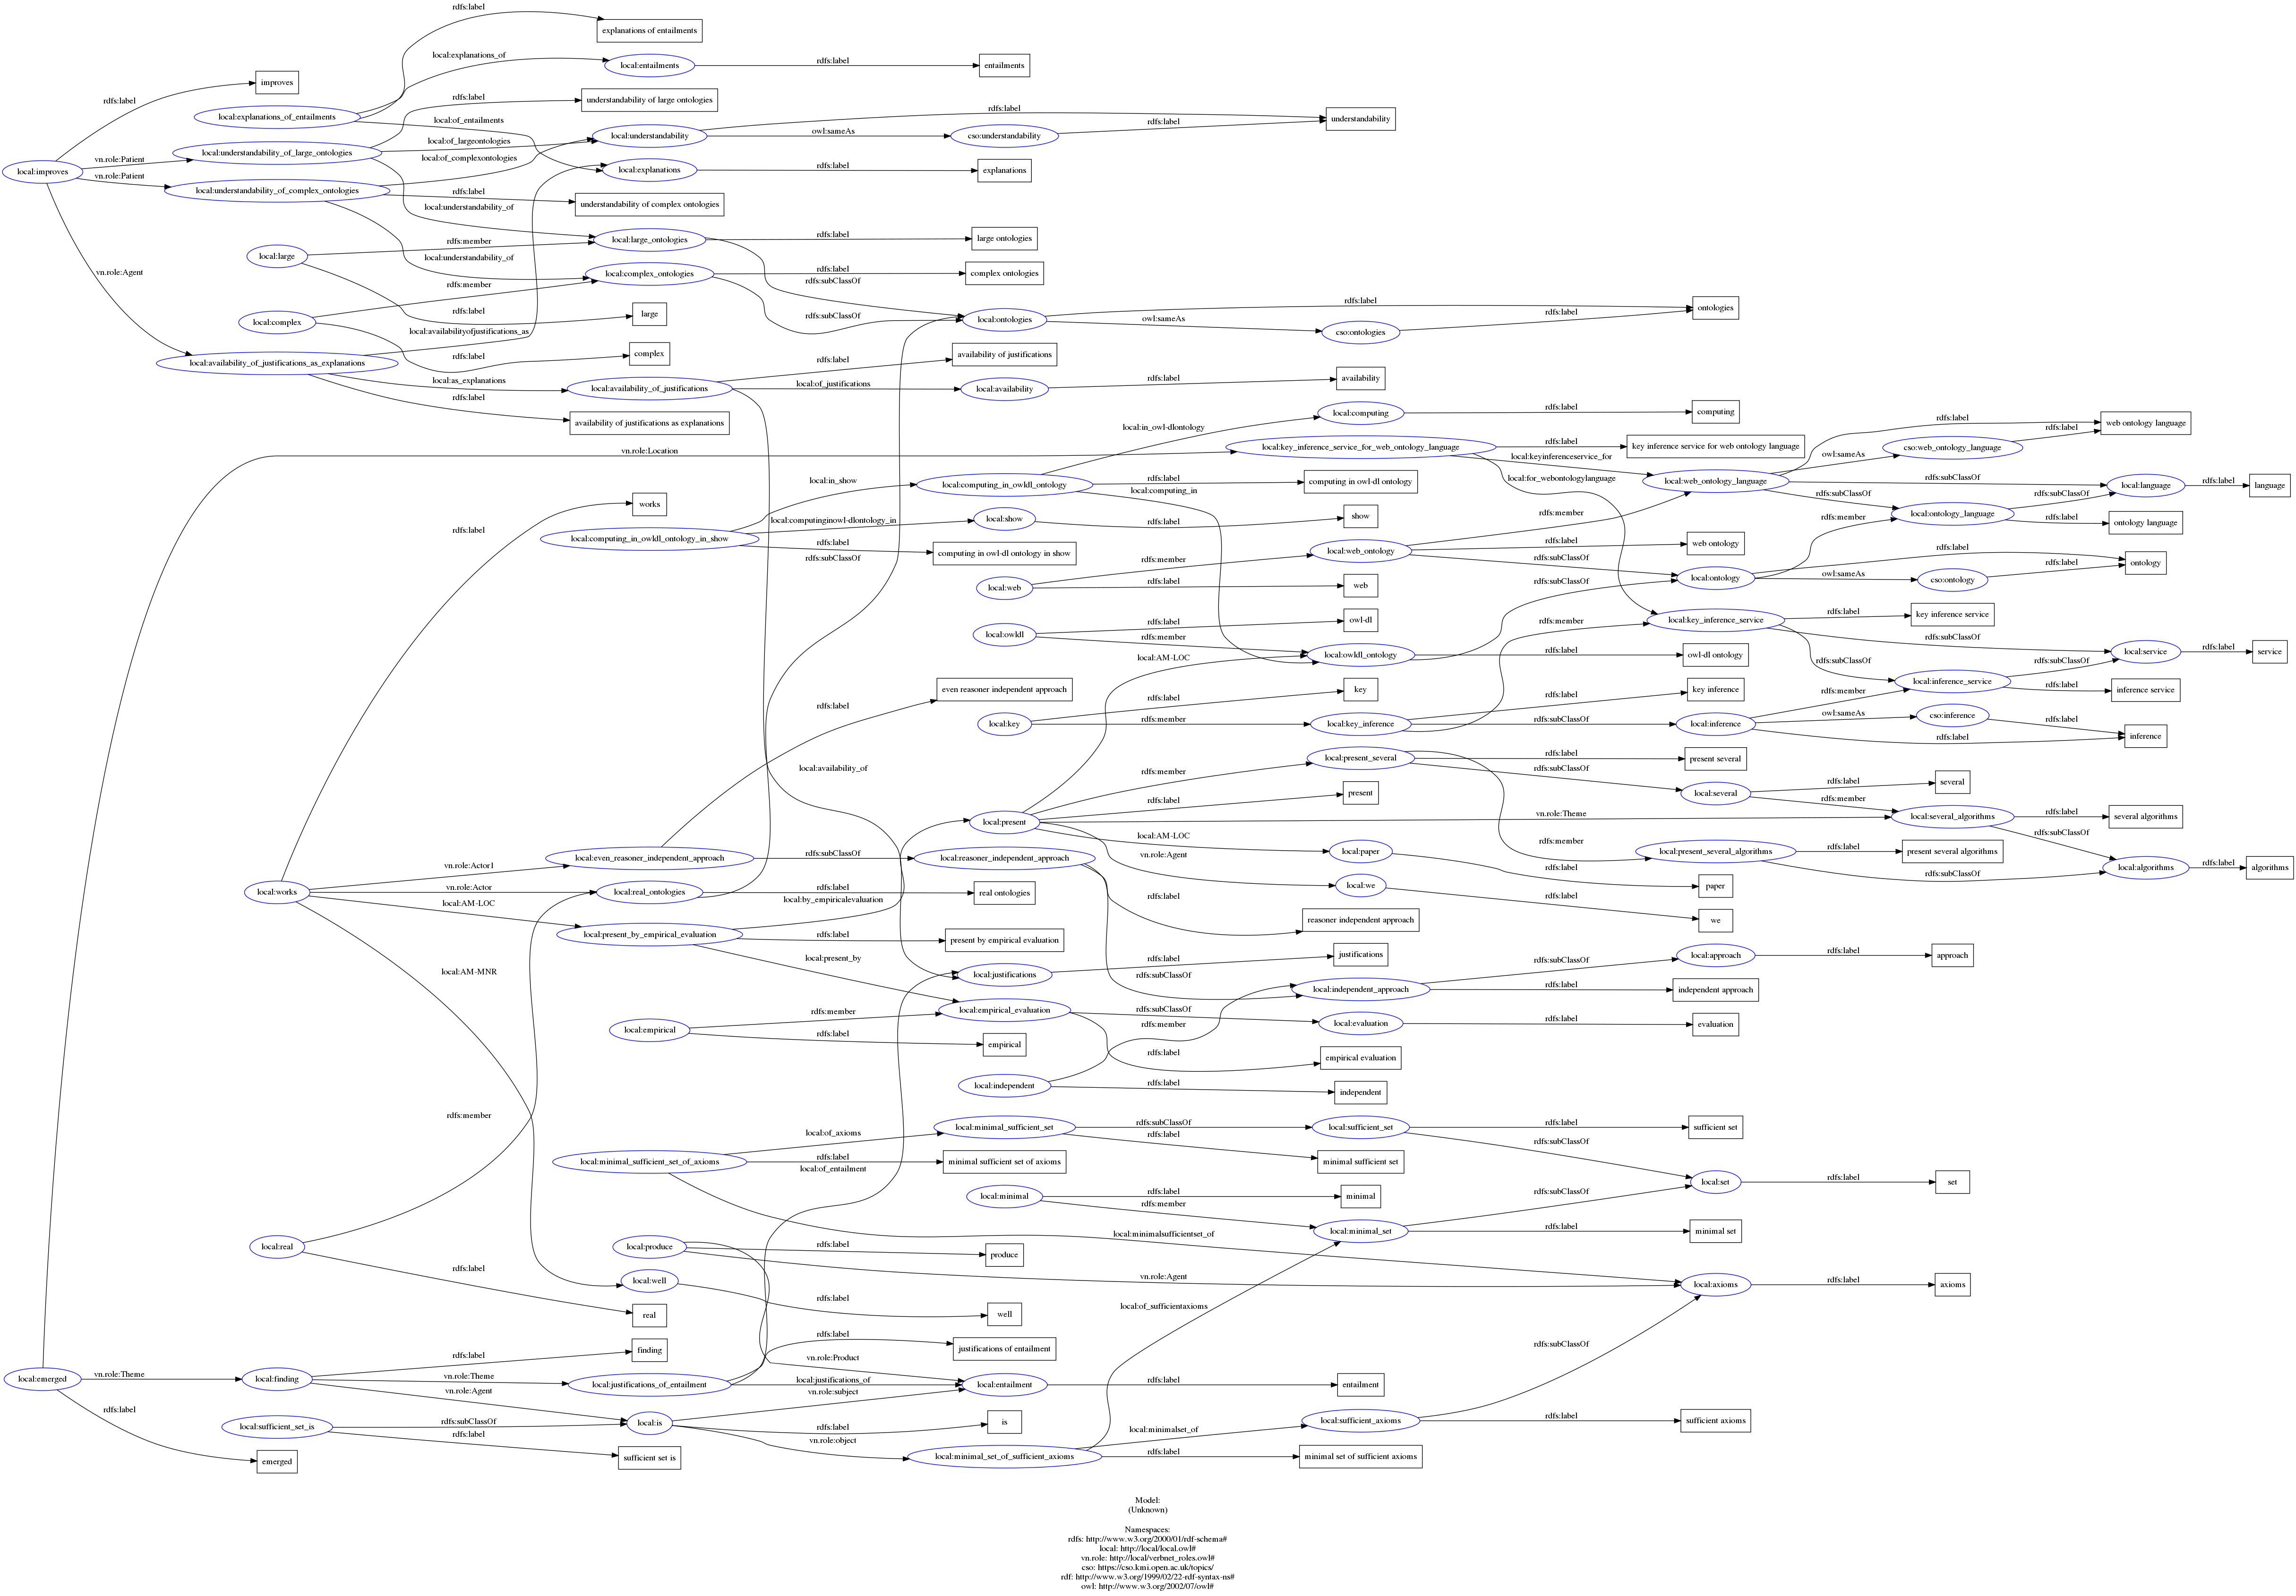 rdfs:label
explanations of entailments
local:explanations_of
local:entailments
rdfs:label
entailments
improves
rdfs:label
rdfs:label
understandability of large ontologies
local:explanations_of_entailments
local:of_entailments
rdfs:label
understandability
local:understandability
owl:sameAs
cso:understandability
rdfs:label
local:of_largeontologies
local:understandability_of_large_ontologies
local:of_complexontologies
vn.role:Patient
local:improves
vn.role:Patient
local:explanations
rdfs:label
explanations
local:understandability_of_complex_ontologies
rdfs:label
understandability of complex ontologies
local:understandability_of
local:large_ontologies
rdfs:label
large ontologies
rdfs:member
local:large
local:understandability_of
vn.role:Agent
local:complex_ontologies
rdfs:label
complex ontologies
rdfs:subClassOf
rdfs:member
rdfs:label
large
rdfs:subClassOf
local:ontologies
rdfs:label
ontologies
owl:sameAs
cso:ontologies
rdfs:label
local:complex
local:availabilityofjustifications_as
rdfs:label
complex
rdfs:label
availability of justifications
local:availability_of_justifications_as_explanations
local:as_explanations
local:availability_of_justifications
local:of_justifications
local:availability
rdfs:label
availability
rdfs:label
availability of justifications as explanations
local:computing
rdfs:label
computing
local:in_owl-dlontology
vn.role:Location
local:key_inference_service_for_web_ontology_language
rdfs:label
key inference service for web ontology language
rdfs:label
web ontology language
rdfs:label
cso:web_ontology_language
owl:sameAs
local:keyinferenceservice_for
local:for_webontologylanguage
local:web_ontology_language
rdfs:subClassOf
local:language
rdfs:label
language
local:in_show
local:computing_in_owldl_ontology
rdfs:label
computing in owl-dl ontology
local:computing_in
rdfs:subClassOf
rdfs:subClassOf
works
rdfs:label
local:computinginowl-dlontology_in
local:show
rdfs:label
show
rdfs:member
rdfs:member
local:ontology_language
rdfs:label
ontology language
local:computing_in_owldl_ontology_in_show
rdfs:label
computing in owl-dl ontology in show
rdfs:subClassOf
local:web_ontology
rdfs:label
web ontology
rdfs:subClassOf
rdfs:label
ontology
rdfs:member
local:web
rdfs:label
web
rdfs:subClassOf
local:ontology
owl:sameAs
cso:ontology
rdfs:label
local:owldl
rdfs:label
owl-dl
rdfs:member
rdfs:member
local:key_inference_service
rdfs:label
key inference service
rdfs:subClassOf
local:AM-LOC
local:owldl_ontology
rdfs:label
owl-dl ontology
rdfs:subClassOf
rdfs:subClassOf
local:service
rdfs:label
service
even reasoner independent approach
rdfs:label
rdfs:label
key
rdfs:label
key inference
rdfs:member
local:inference_service
rdfs:label
inference service
local:key
rdfs:member
local:key_inference
rdfs:subClassOf
local:inference
owl:sameAs
cso:inference
rdfs:label
rdfs:label
inference
local:availability_of
rdfs:member
local:present_several
rdfs:label
present several
rdfs:subClassOf
local:several
rdfs:label
several
rdfs:label
present
rdfs:member
local:present
vn.role:Theme
local:several_algorithms
rdfs:label
several algorithms
local:AM-LOC
rdfs:member
rdfs:subClassOf
vn.role:Agent
local:paper
local:present_several_algorithms
rdfs:label
present several algorithms
vn.role:Actor1
local:even_reasoner_independent_approach
rdfs:subClassOf
local:reasoner_independent_approach
rdfs:label
paper
rdfs:subClassOf
local:algorithms
rdfs:label
algorithms
local:works
vn.role:Actor
local:real_ontologies
rdfs:label
real ontologies
local:we
rdfs:label
we
local:AM-LOC
local:by_empiricalevaluation
rdfs:label
reasoner independent approach
local:present_by_empirical_evaluation
rdfs:label
present by empirical evaluation
local:present_by
rdfs:label
justifications
local:approach
rdfs:label
approach
rdfs:subClassOf
local:AM-MNR
local:justifications
rdfs:subClassOf
local:independent_approach
rdfs:label
independent approach
rdfs:member
local:empirical_evaluation
rdfs:subClassOf
rdfs:member
local:evaluation
rdfs:label
evaluation
local:empirical
rdfs:label
empirical
rdfs:label
empirical evaluation
local:independent
rdfs:label
independent
rdfs:member
local:of_axioms
local:minimal_sufficient_set
rdfs:subClassOf
rdfs:label
local:sufficient_set
rdfs:label
sufficient set
rdfs:subClassOf
local:minimal_sufficient_set_of_axioms
rdfs:label
local:of_entailment
minimal sufficient set of axioms
minimal sufficient set
local:set
rdfs:label
set
local:minimal
rdfs:label
minimal
rdfs:member
rdfs:subClassOf
local:minimal_set
rdfs:label
minimal set
local:minimalsufficientset_of
local:real
rdfs:label
real
local:produce
rdfs:label
produce
vn.role:Agent
local:axioms
rdfs:label
axioms
local:well
rdfs:label
well
local:of_sufficientaxioms
rdfs:label
finding
rdfs:label
justifications of entailment
rdfs:subClassOf
vn.role:Product
local:emerged
vn.role:Theme
local:finding
vn.role:Theme
vn.role:Agent
local:justifications_of_entailment
local:justifications_of
vn.role:subject
local:entailment
rdfs:label
entailment
rdfs:label
local:sufficient_set_is
rdfs:subClassOf
rdfs:label
local:is
rdfs:label
is
vn.role:object
local:minimalset_of
local:sufficient_axioms
rdfs:label
sufficient axioms
emerged
sufficient set is
local:minimal_set_of_sufficient_axioms
rdfs:label
minimal set of sufficient axioms
Model:
(Unknown)
Namespaces:
rdfs: http://www.w3.org/2000/01/rdf-schema#
local: http://local/local.owl#
vn.role: http://local/verbnet_roles.owl#
cso: https://cso.kmi.open.ac.uk/topics/
rdf: http://www.w3.org/1999/02/22-rdf-syntax-ns#
owl: http://www.w3.org/2002/07/owl#